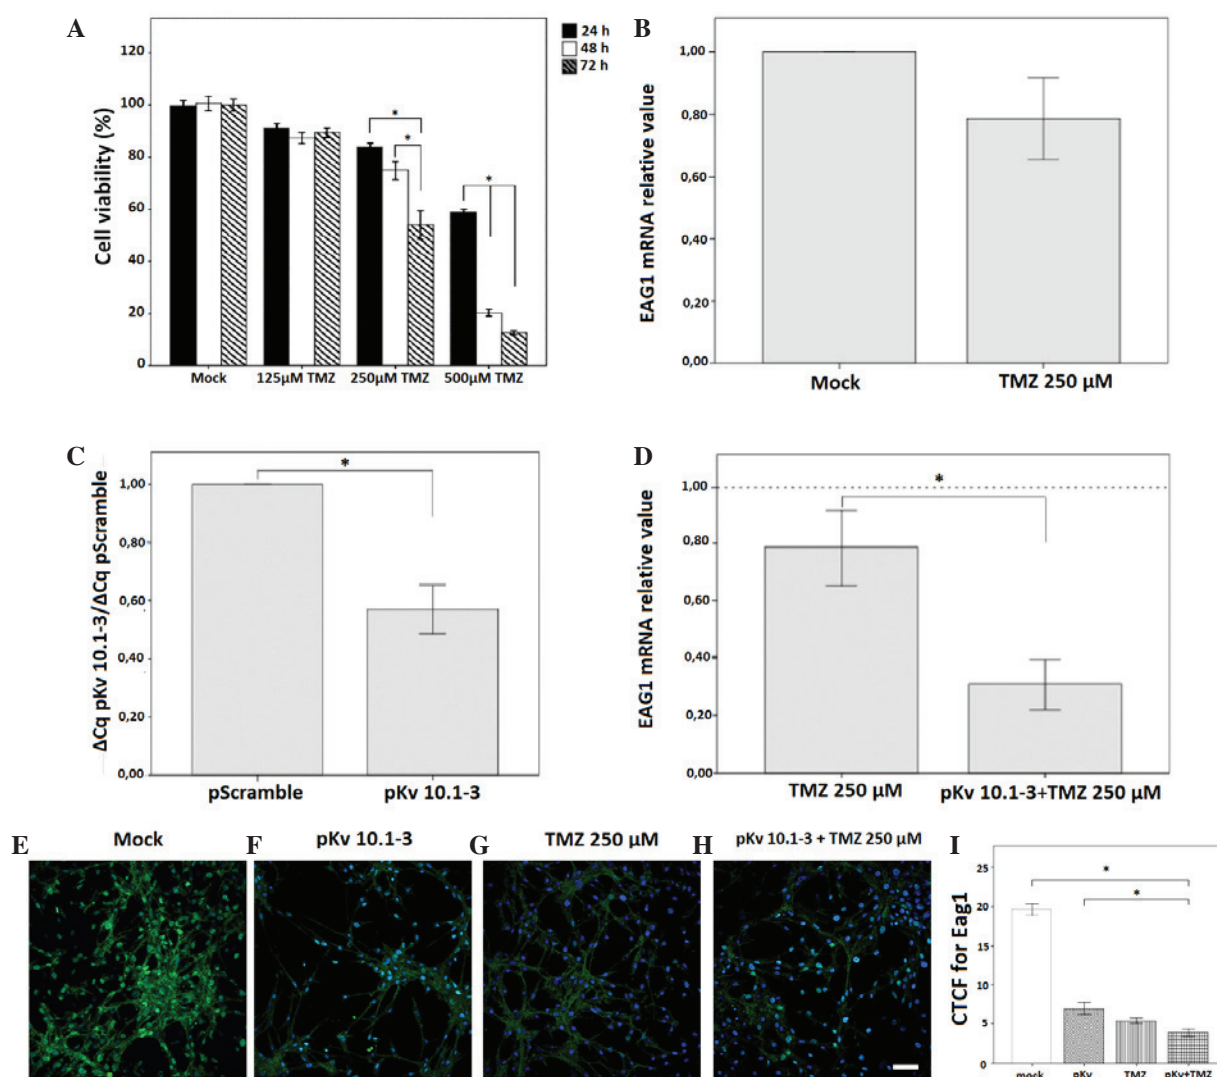 A
Cell viability (%)
120
100
80
60
40
20
0
*
*
*
Mock
125µM TMZ
250µM TMZ
500µM TMZ
24 h
48 h
72 h
B
EAG1 mRNA relative value
1,00
0,80
0,60
0,40
0,20
0,00
Mock
TMZ 250 µM
C
ΔCq pKv 10.1-3/ΔCq pScramble
1,00
0,80
0,60
0,40
0,20
0,00
*
pScramble
pKv 10.1-3
D
EAG1 mRNA relative value
1,00
0,80
0,60
0,40
0,20
0,00
*
TMZ 250 µM
pKv 10.1-3+TMZ 250 µM
E
Mock
F
pKv 10.1-3
G
TMZ 250 µM
H
pKv 10.1-3 + TMZ 250 µM
I
CTCF for Eag1
25
20
15
10
5
0
*
*
mock
pKv
TMZ
pKv+TMZ